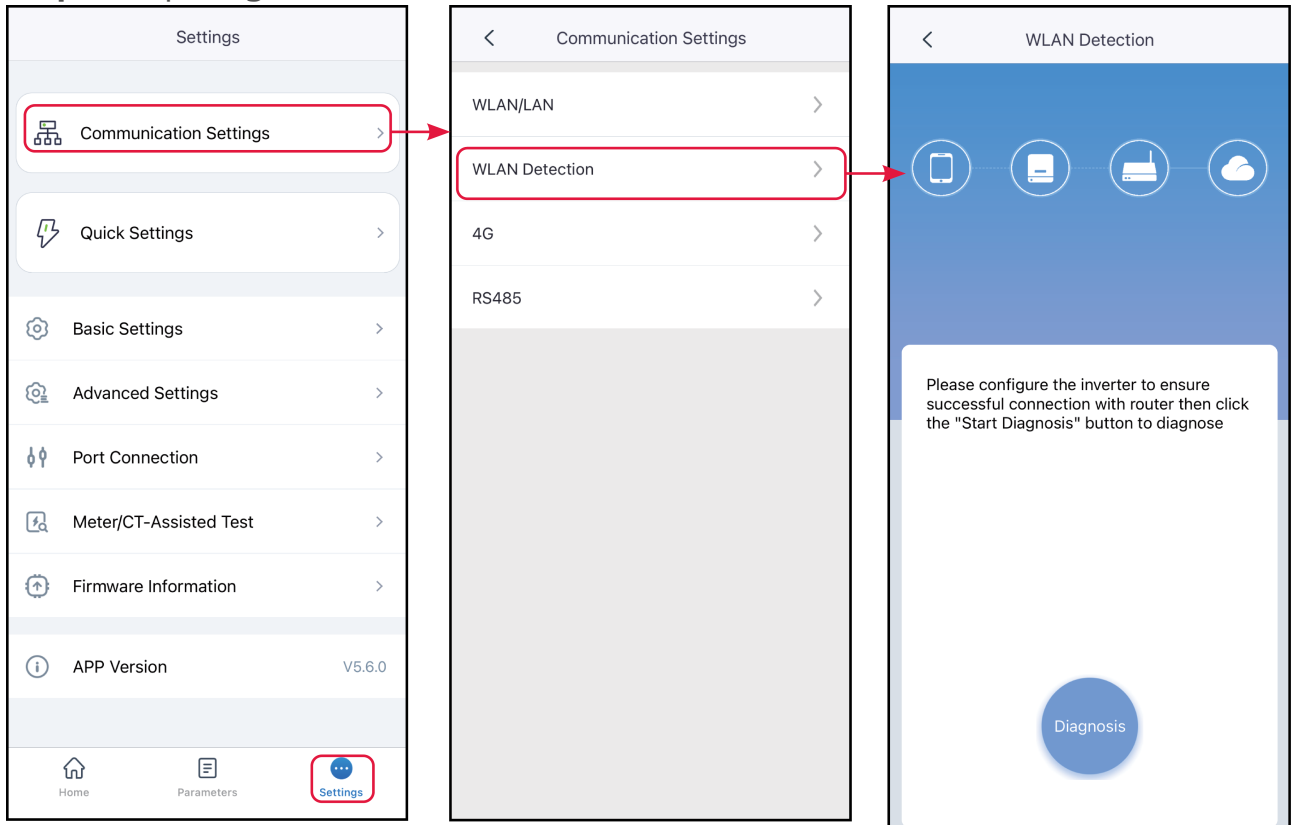 Settings
Communication Settings
Quick Settings
Basic Settings
Advanced Settings
Port Connection
Meter/CT-Assisted Test
Firmware Information
APP Version V5.6.0
Home Parameters Settings
Communication Settings
WLAN/LAN
WLAN Detection
4G
RS485
WLAN Detection
Please configure the inverter to ensure
successful connection with router then click
the "Start Diagnosis" button to diagnose
Diagnosis